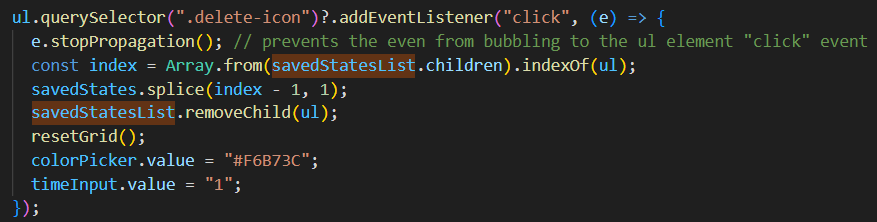 ul.querySelector(".delete-icon")?.addEventListener("click", (e) => {
e.stopPropagation(); // prevents the even from bubbling to the ul element "click" event
const index = Array.from(savedStatesList.children).indexOf(ul);
savedStates.splice(index - 1, 1);
savedStatesList.removeChild(ul);
resetGrid();
colorPicker.value = "#F6B73C";
timeInput.value = "1";
});